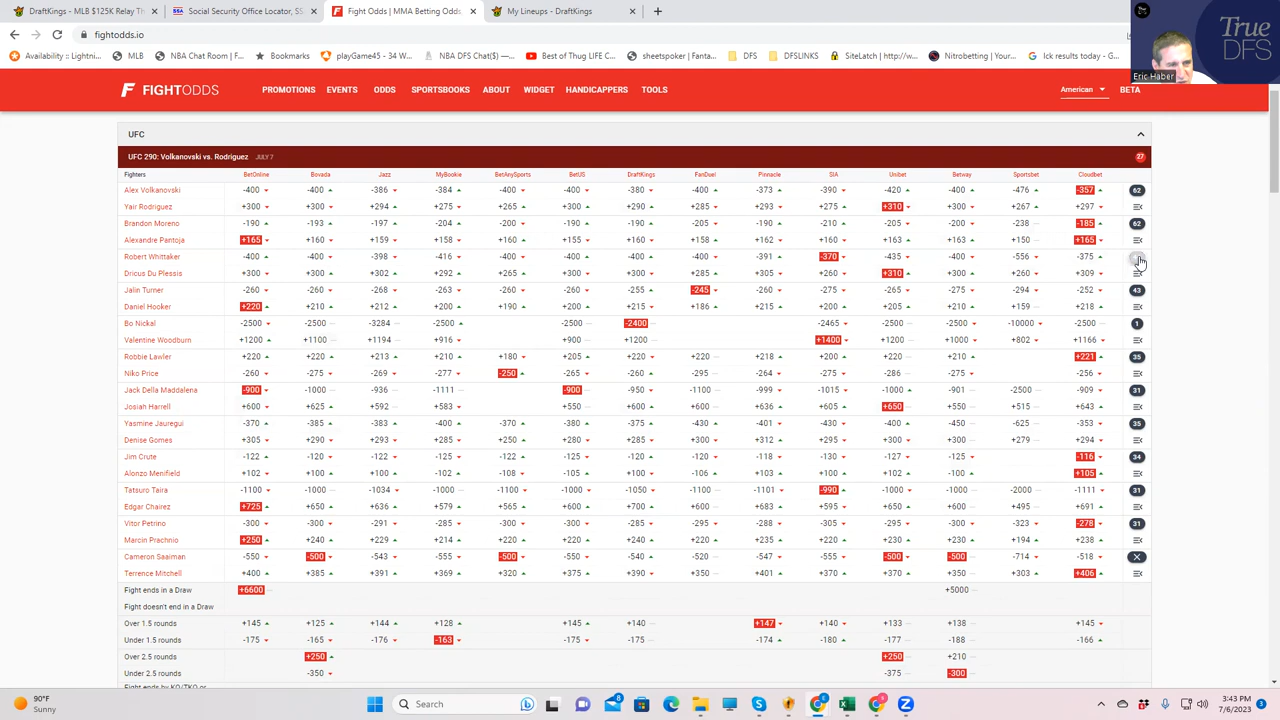 DraftKings - MLB $125K Relay Th
Social Security Office Locator, SS
Fight Odds | MMA Betting Odds
My Lineups - DraftKings
fightodds.io
Availability :: Lightni
MLB
NBA Chat Room | F
Bookmarks
playGame45 - 34 W
NBA DFS Chat($) —
Best of Thug LIFE C
sheetspoker | Fanta
DFS
DFSLINKS
SiteLatch | http://w
Nitrobetting | Your
Ick results today - G
True DFS
Eric Haber
FIGHTODDS PROMOTIONS EVENTS ODDS SPORTSBOOKS ABOUT WIDGET HANDICAPPERS TOOLS American BETA
UFC
UFC 290: Volkanovski vs. Rodriguez JULY 7 27
Fighters BetOnline Bovada Jazz MyBookie BetAnySports BetUS DraftKings FanDuel Pinnacle SIA Unibet Betway Sportsbet Cloudbet
Alex Volkanovski -400 -400 -386 -384 -400 -400 -380 -400 -373 -390 -420 -400 -476 -357 62
Yair Rodriguez +300 +300 +294 +275 +265 +300 +290 +285 +293 +275 +310 +300 +267 +297
Brandon Moreno -190 -193 -197 -204 -200 -190 -190 -205 -190 -210 -205 -200 -238 -185 62
Alexandre Pantoja +165 +160 +159 +158 +160 +155 +160 +158 +162 +160 +163 +163 +150 +165
Robert Whittaker -400 -400 -398 -416 -400 -400 -400 -400 -391 -370 -435 -400 -556 -375
Dricus Du Plessis +300 +300 +302 +292 +265 +300 +300 +285 +305 +260 +310 +300 +260 +309
Jalin Turner -260 -260 -268 -263 -260 -260 -255 -245 -260 -275 -265 -275 -294 -252 43
Daniel Hooker +220 +210 +212 +200 +190 +200 +215 +186 +215 +200 +205 +210 +159 +218
Bo Nickal -2500 -2500 -3284 -2500 -2500 -2400 -2465 -2500 -2500 -10000 -2500 1
Valentine Woodburn +1200 +1100 +1194 +916 +900 +1200 +1400 +1200 +1000 +802 +1166
Robbie Lawler +220 +220 +213 +210 +180 +205 +220 +220 +218 +200 +220 +210 +221 35
Niko Price -260 -275 -269 -277 -250 -265 -260 -295 -264 -275 -286 -275 -256
Jack Della Maddalena -900 -1000 -936 -1111 -900 -950 -1100 -999 -1015 -1000 -901 -2500 -909 31
Josiah Harrell +600 +625 +592 +583 +550 +600 +600 +636 +605 +650 +550 +515 +643
Yasmine Jauregui -370 -385 -383 -400 -370 -380 -375 -430 -401 -430 -400 -450 -625 -353 35
Denise Gomes +305 +290 +293 +285 +250 +280 +285 +300 +312 +295 +300 +300 +279 +294
Jim Crute -122 -120 -122 -125 -122 -125 -120 -120 -118 -130 -127 -125 -116 34
Alonzo Menifield +102 +100 +100 -102 -108 -105 +100 -106 +103 +100 +102 -100 +105
Tatsuro Taira -1100 -1000 -1034 -1000 -1100 -1000 -1050 -1100 -1101 -990 -1000 -1000 -2000 -1111 31
Edgar Chairez +725 +650 +636 +579 +565 +600 +700 +600 +683 +595 +650 +600 +495 +691
Vitor Petrino -300 -300 -291 -285 -300 -300 -285 -295 -288 -305 -295 -300 -323 -278 31
Marcin Prachnio +250 +240 +229 +214 +220 +220 +240 +220 +235 +220 +230 +230 +194 +238
Cameron Saaiman -550 -500 -543 -555 -500 -550 -540 -520 -547 -535 -500 -500 -714 -518
Terrence Mitchell +400 +385 +391 +369 +320 +375 +390 +350 +401 +370 +370 +350 +303 +406
Fight ends in a Draw +6600 +5000
Fight doesn't end in a Draw
Over 1.5 rounds +145 +125 +144 +128 +145 +140 +147 +140 +133 +138 +145
Under 1.5 rounds -175 -165 -176 -163 -175 -175 -174 -180 -177 -188 -166
Over 2.5 rounds +250 +250 +210
Under 2.5 rounds -350 -375 -300
Fight ends by KO/TKO or
90°F
Sunny
Search
3:43 PM
7/6/2023